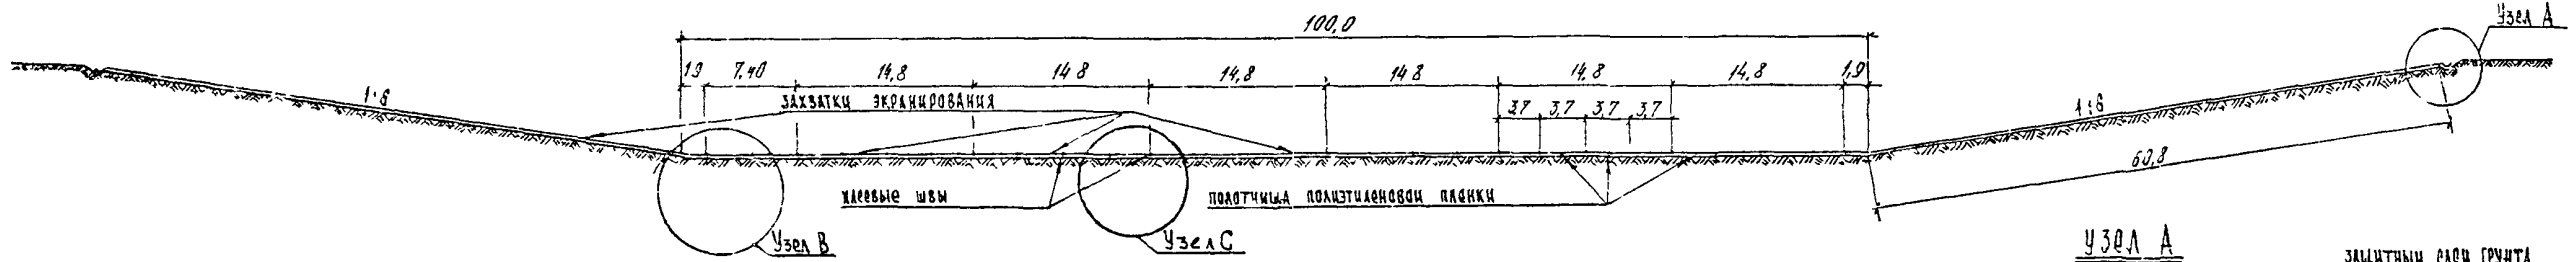 Узел А
100,0
1,9 7,40 14,8 14,8 14,8 14,8 14,8 14,8 1,9
ЗАХВАТКИ ЭКРАНИРОВАНИЯ
3,7 3,7 3,7 3,7
1:6
1:6
60,8
КЛЕЕВЫЕ ШВЫ
ПОЛОТНИЩА ПОЛИЭТИЛЕНОВОЙ ПЛЕНКИ
Узел В
Узел С
УЗЕЛ А
ЗАЩИТНЫЙ СЛОЙ ГРУНТА